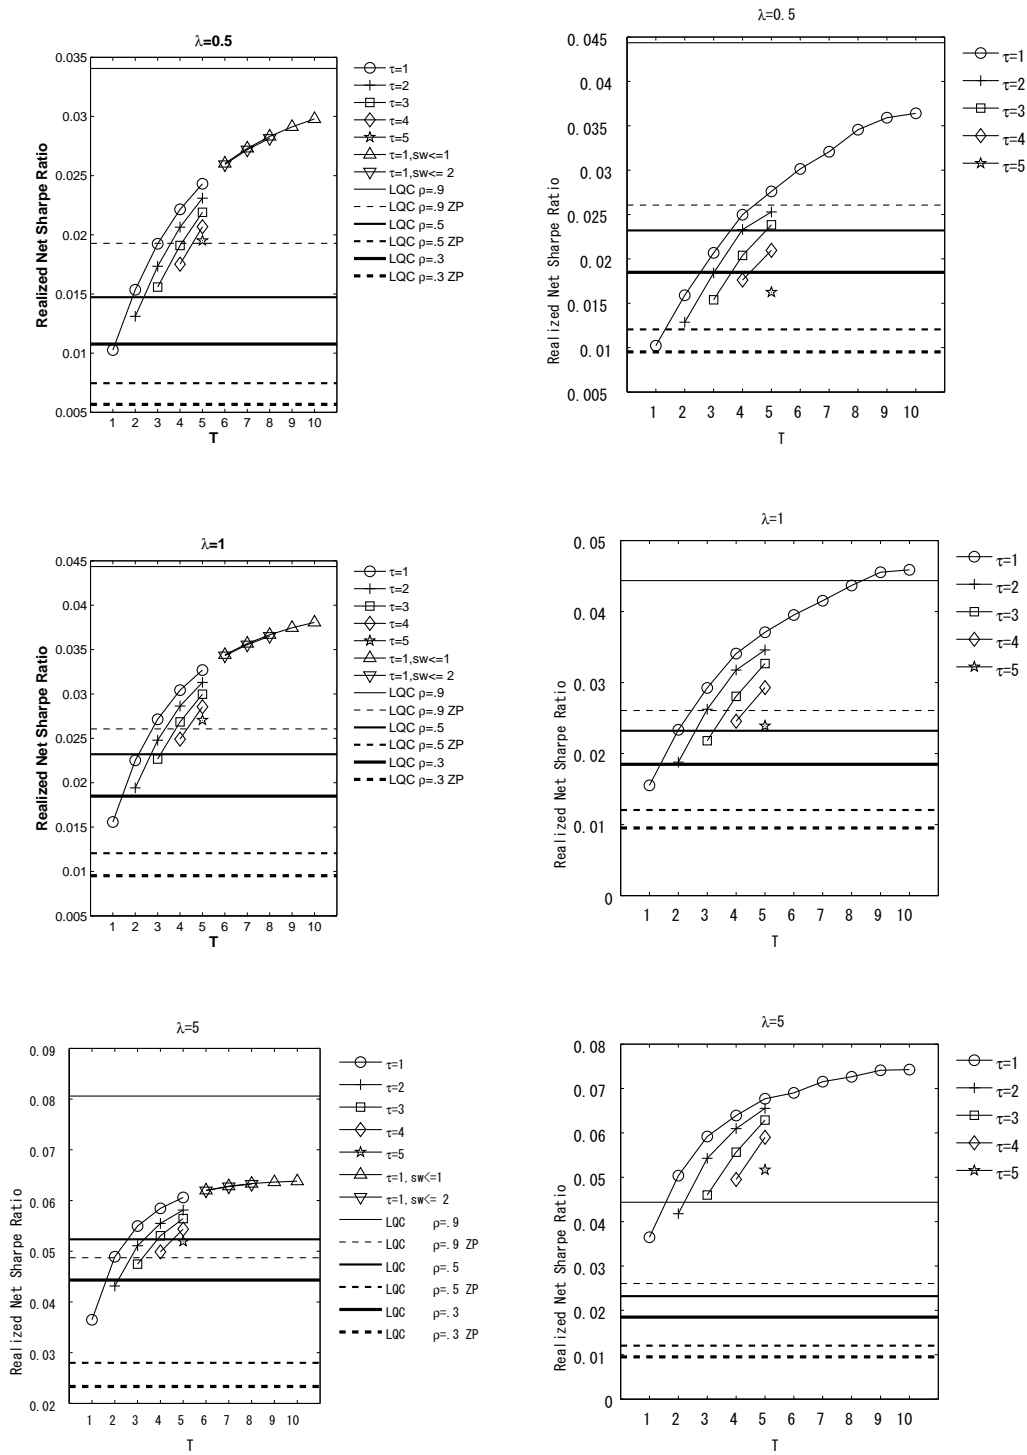 λ=0.5
0.035
0.03
0.025
0.02
0.015
0.01
0.005
Realized Net Sharpe Ratio
1 2 3 4 5 6 7 8 9 10
T
τ=1
τ=2
τ=3
τ=4
τ=5
τ=1,sw<=1
τ=1,sw<= 2
LQC ρ=.9
LQC ρ=.9 ZP
LQC ρ=.5
LQC ρ=.5 ZP
LQC ρ=.3
LQC ρ=.3 ZP
λ=0.5
0.045
0.04
0.035
0.03
0.025
0.02
0.015
0.01
0.005
Realized Net Sharpe Ratio
1 2 3 4 5 6 7 8 9 10
T
τ=1
τ=2
τ=3
τ=4
τ=5
λ=1
0.045
0.04
0.035
0.03
0.025
0.02
0.015
0.01
0.005
Realized Net Sharpe Ratio
1 2 3 4 5 6 7 8 9 10
T
τ=1
τ=2
τ=3
τ=4
τ=5
τ=1,sw<=1
τ=1,sw<= 2
LQC ρ=.9
LQC ρ=.9 ZP
LQC ρ=.5
LQC ρ=.5 ZP
LQC ρ=.3
LQC ρ=.3 ZP
λ=1
0.05
0.04
0.03
0.02
0.01
0
Realized Net Sharpe Ratio
1 2 3 4 5 6 7 8 9 10
T
τ=1
τ=2
τ=3
τ=4
τ=5
λ=5
0.09
0.08
0.07
0.06
0.05
0.04
0.03
0.02
Realized Net Sharpe Ratio
1 2 3 4 5 6 7 8 9 10
T
τ=1
τ=2
τ=3
τ=4
τ=5
τ=1,sw<=1
τ=1,sw<= 2
LQC ρ=.9
LQC ρ=.9 ZP
LQC ρ=.5
LQC ρ=.5 ZP
LQC ρ=.3
LQC ρ=.3 ZP
λ=5
0.08
0.07
0.06
0.05
0.04
0.03
0.02
0.01
0
Realized Net Sharpe Ratio
1 2 3 4 5 6 7 8 9 10
T
τ=1
τ=2
τ=3
τ=4
τ=5